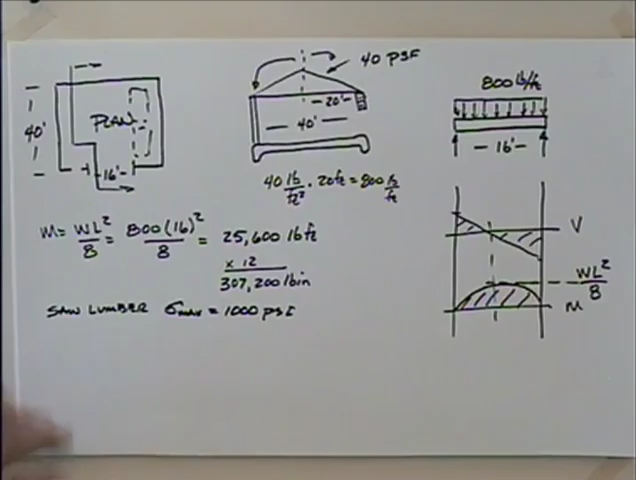 40'
PLAN
16'
40 PSF
20'
40'
40 lb/ft² · 20ft = 800 lb/ft
800 lb/ft
16'
V
WL²/8
M
M = WL²/8 = 800(16)²/8 = 25,600 lb ft
x 12
307,200 lb in
SAW LUMBER σmax = 1000 PSI